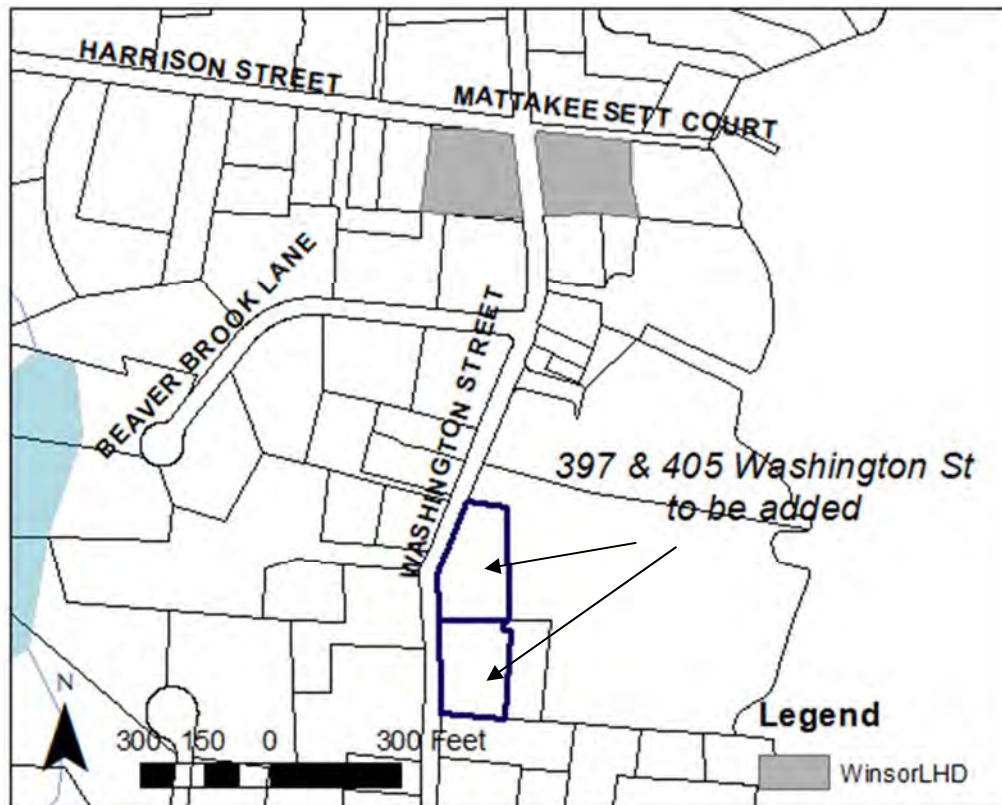 HARRISON STREET
MATTAKEESETT COURT
BEAVER BROOK LANE
WASHINGTON STREET
397 & 405 Washington St
to be added
N
300 150 0 300 Feet
Legend
WinsorLHD